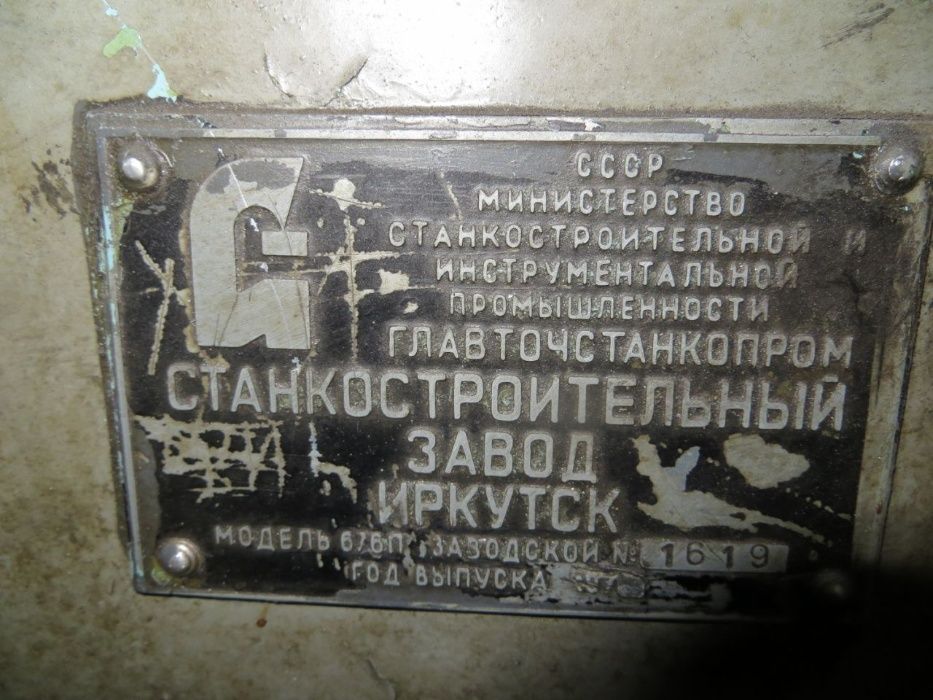 СССР
МИНИСТЕРСТВО
СТАНКОСТРОИТЕЛЬНОЙ И
ИНСТРУМЕНТАЛЬНОЙ
ПРОМЫШЛЕННОСТИ
ГЛАВТОЧСТАНКОПРОМ
СТАНКОСТРОИТЕЛЬНЫЙ
ЗАВОД
ИРКУТСК
МОДЕЛЬ 676П ЗАВОДСКОЙ № 1619
ГОД ВЫПУСКА